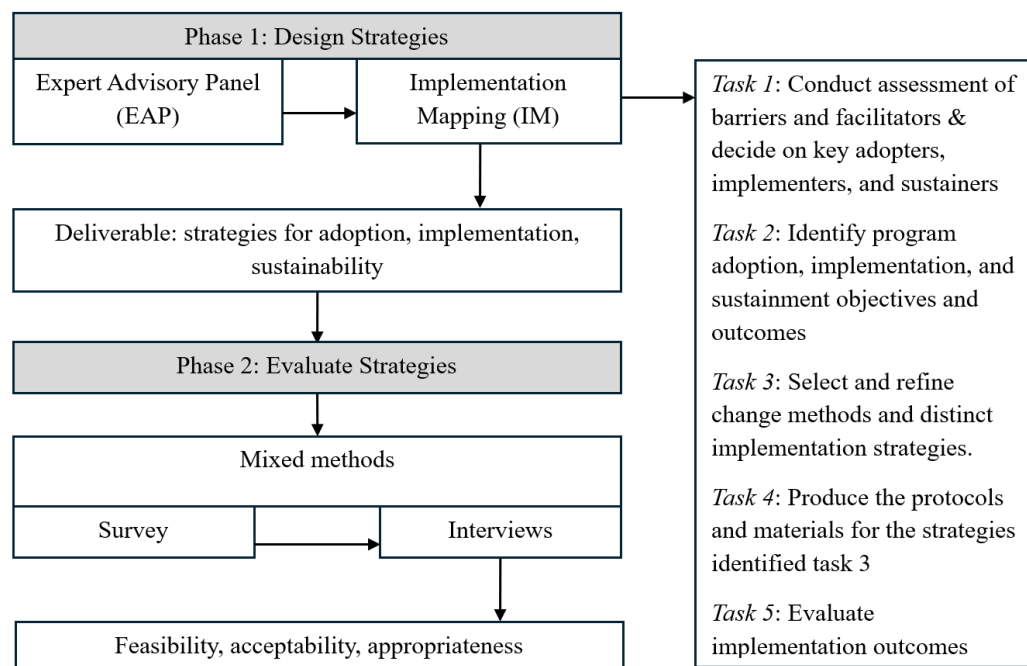 Phase 1: Design Strategies
Expert Advisory Panel
(EAP)
Implementation
Mapping (IM)
Deliverable: strategies for adoption, implementation,
sustainability
Phase 2: Evaluate Strategies
Mixed methods
Survey
Interviews
Feasibility, acceptability, appropriateness
Task 1: Conduct assessment of
barriers and facilitators &
decide on key adopters,
implementers, and sustainers
Task 2: Identify program
adoption, implementation, and
sustainment objectives and
outcomes
Task 3: Select and refine
change methods and distinct
implementation strategies.
Task 4: Produce the protocols
and materials for the strategies
identified task 3
Task 5: Evaluate
implementation outcomes